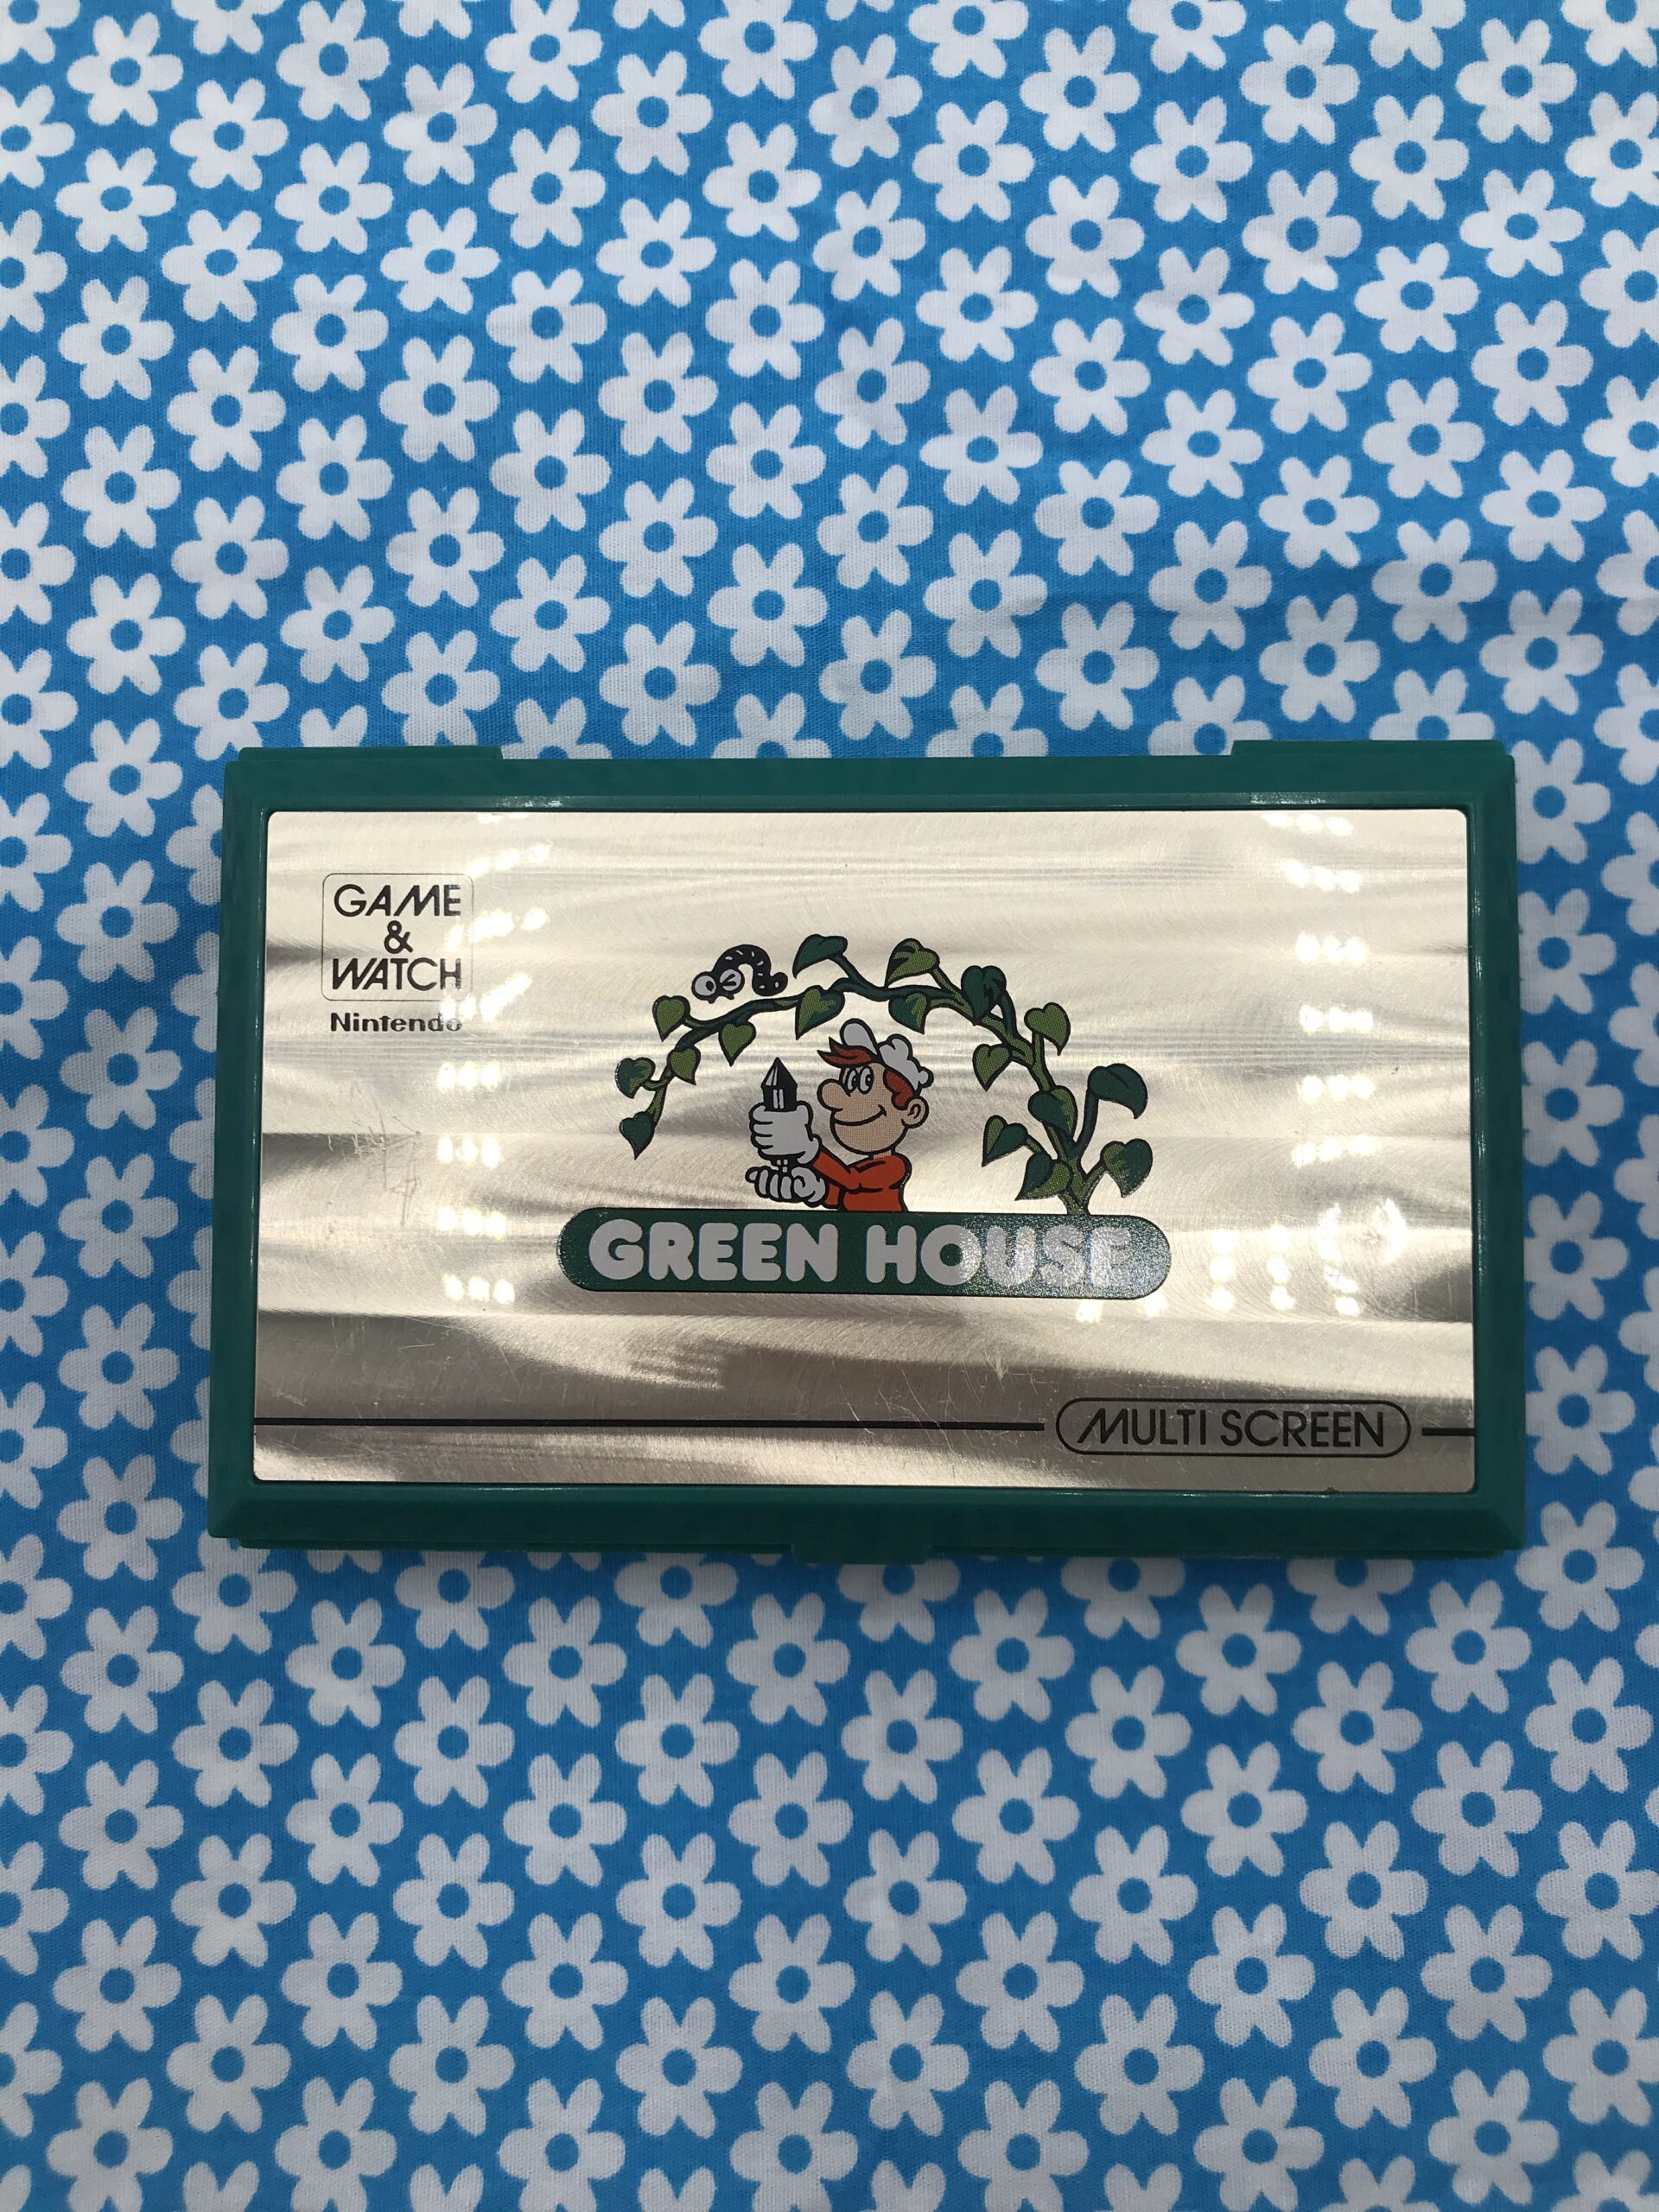 GAME
&
WATCH
Nintendo
GREEN HOUSE
MULTI SCREEN